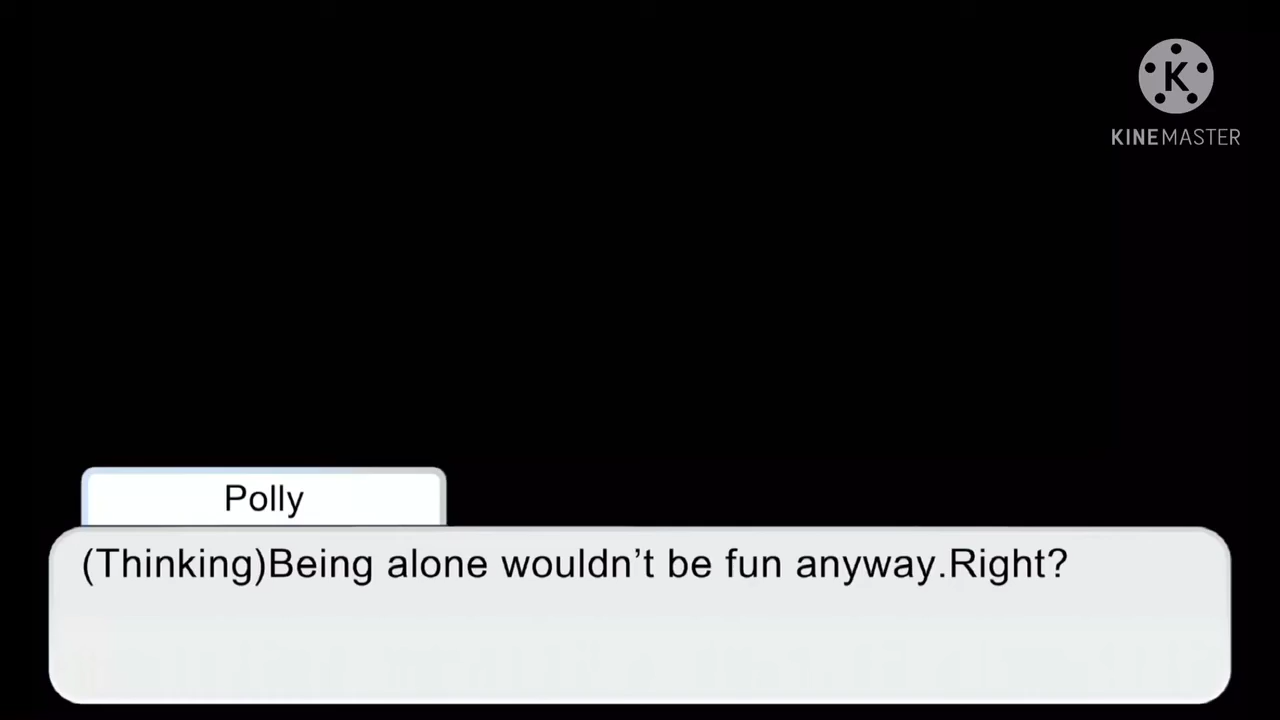 K
KINEMASTER
Polly
(Thinking)Being alone wouldn’t be fun anyway.Right?